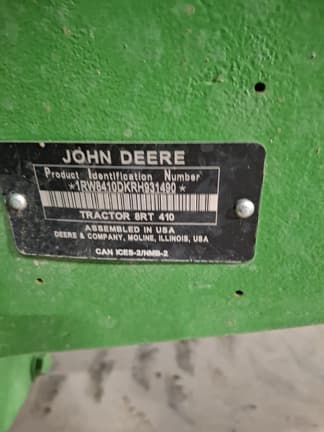 JOHN DEERE
Product Identification Number
*1RW8410DKRH931490*
TRACTOR 8RT 410
ASSEMBLED IN USA
DEERE & COMPANY, MOLINE, ILLINOIS, USA
CAN ICES-2/NMB-2